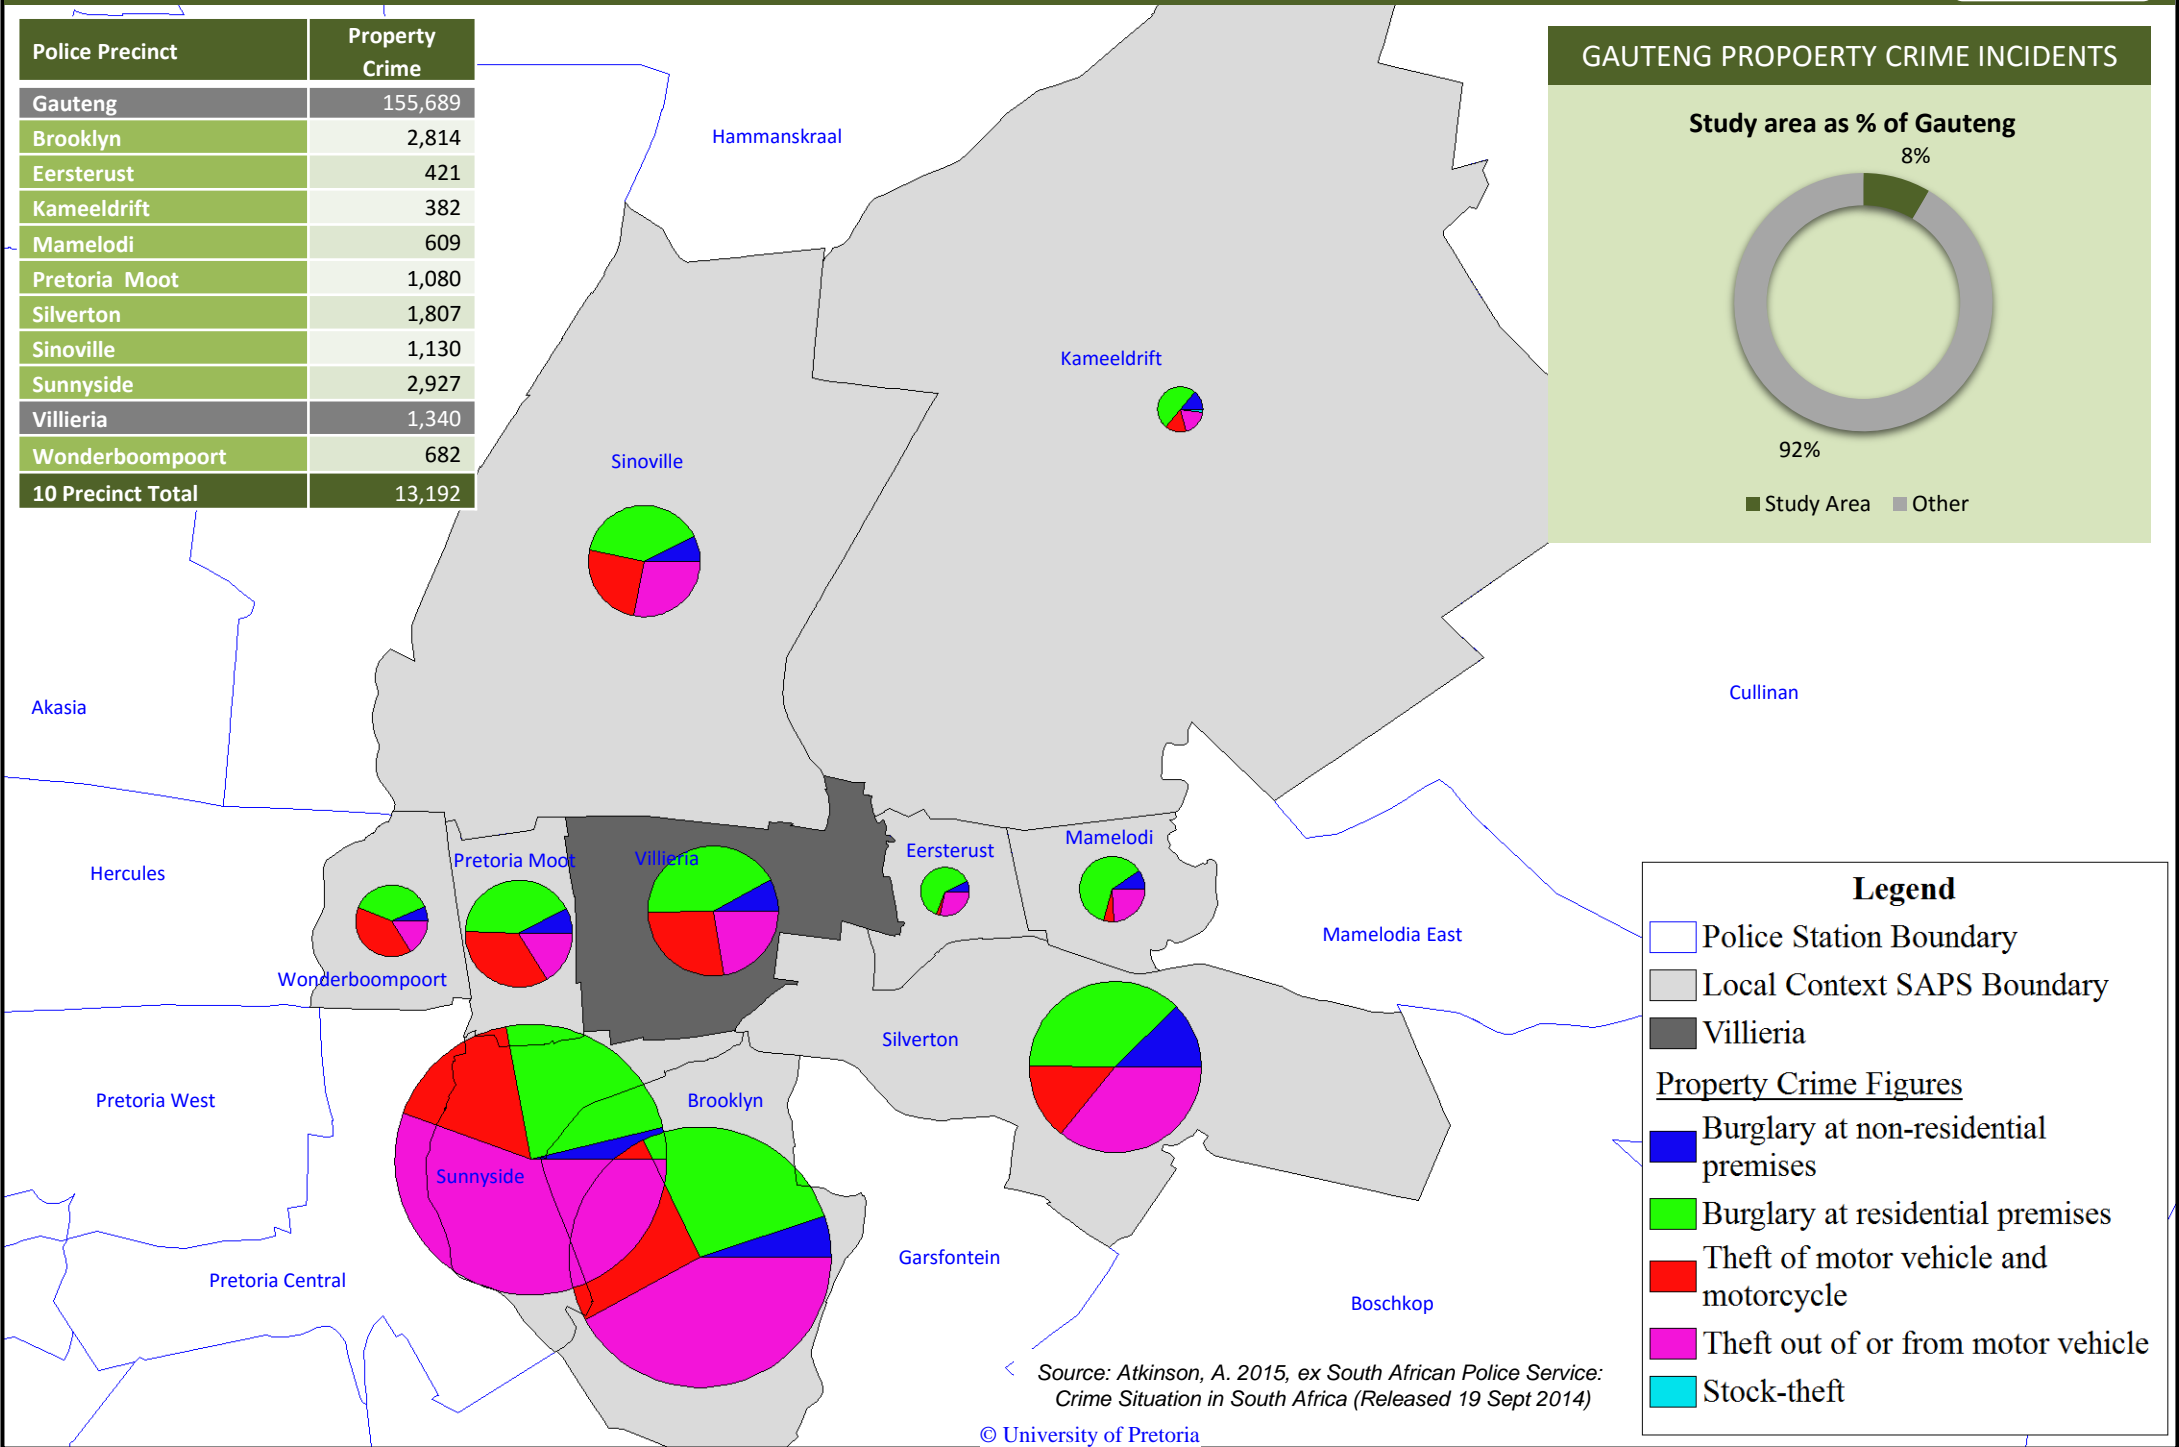 Police Precinct
Property
Crime
Gauteng 155,689
Brooklyn 2,814
Eersterust 421
Kameeldrift 382
Mamelodi 609
Pretoria Moot 1,080
Silverton 1,807
Sinoville 1,130
Sunnyside 2,927
Villieria 1,340
Wonderboompoort 682
10 Precinct Total 13,192
GAUTENG PROPOERTY CRIME INCIDENTS
Study area as % of Gauteng
8%
92%
Study Area Other
Hammanskraal
Kameeldrift
Sinoville
Akasia
Cullinan
Hercules
Pretoria Moot
Villieria
Eersterust
Mamelodi
Mamelodia East
Wonderboompoort
Silverton
Pretoria West
Brooklyn
Sunnyside
Garsfontein
Pretoria Central
Boschkop
Legend
Police Station Boundary
Local Context SAPS Boundary
Villieria
Property Crime Figures
Burglary at non-residential
premises
Burglary at residential premises
Theft of motor vehicle and
motorcycle
Theft out of or from motor vehicle
Stock-theft
Source: Atkinson, A. 2015, ex South African Police Service:
Crime Situation in South Africa (Released 19 Sept 2014)
© University of Pretoria